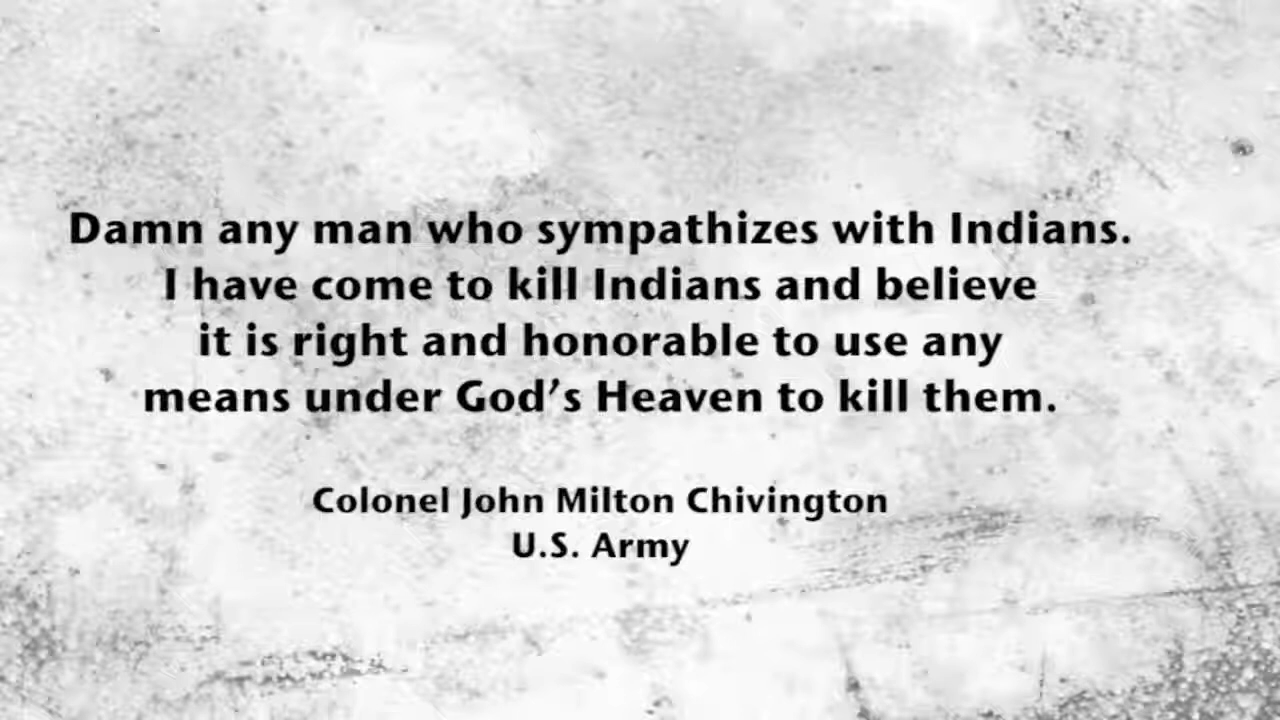 Damn any man who sympathizes with Indians.
I have come to kill Indians and believe
it is right and honorable to use any
means under God’s Heaven to kill them.
Colonel John Milton Chivington
U.S. Army